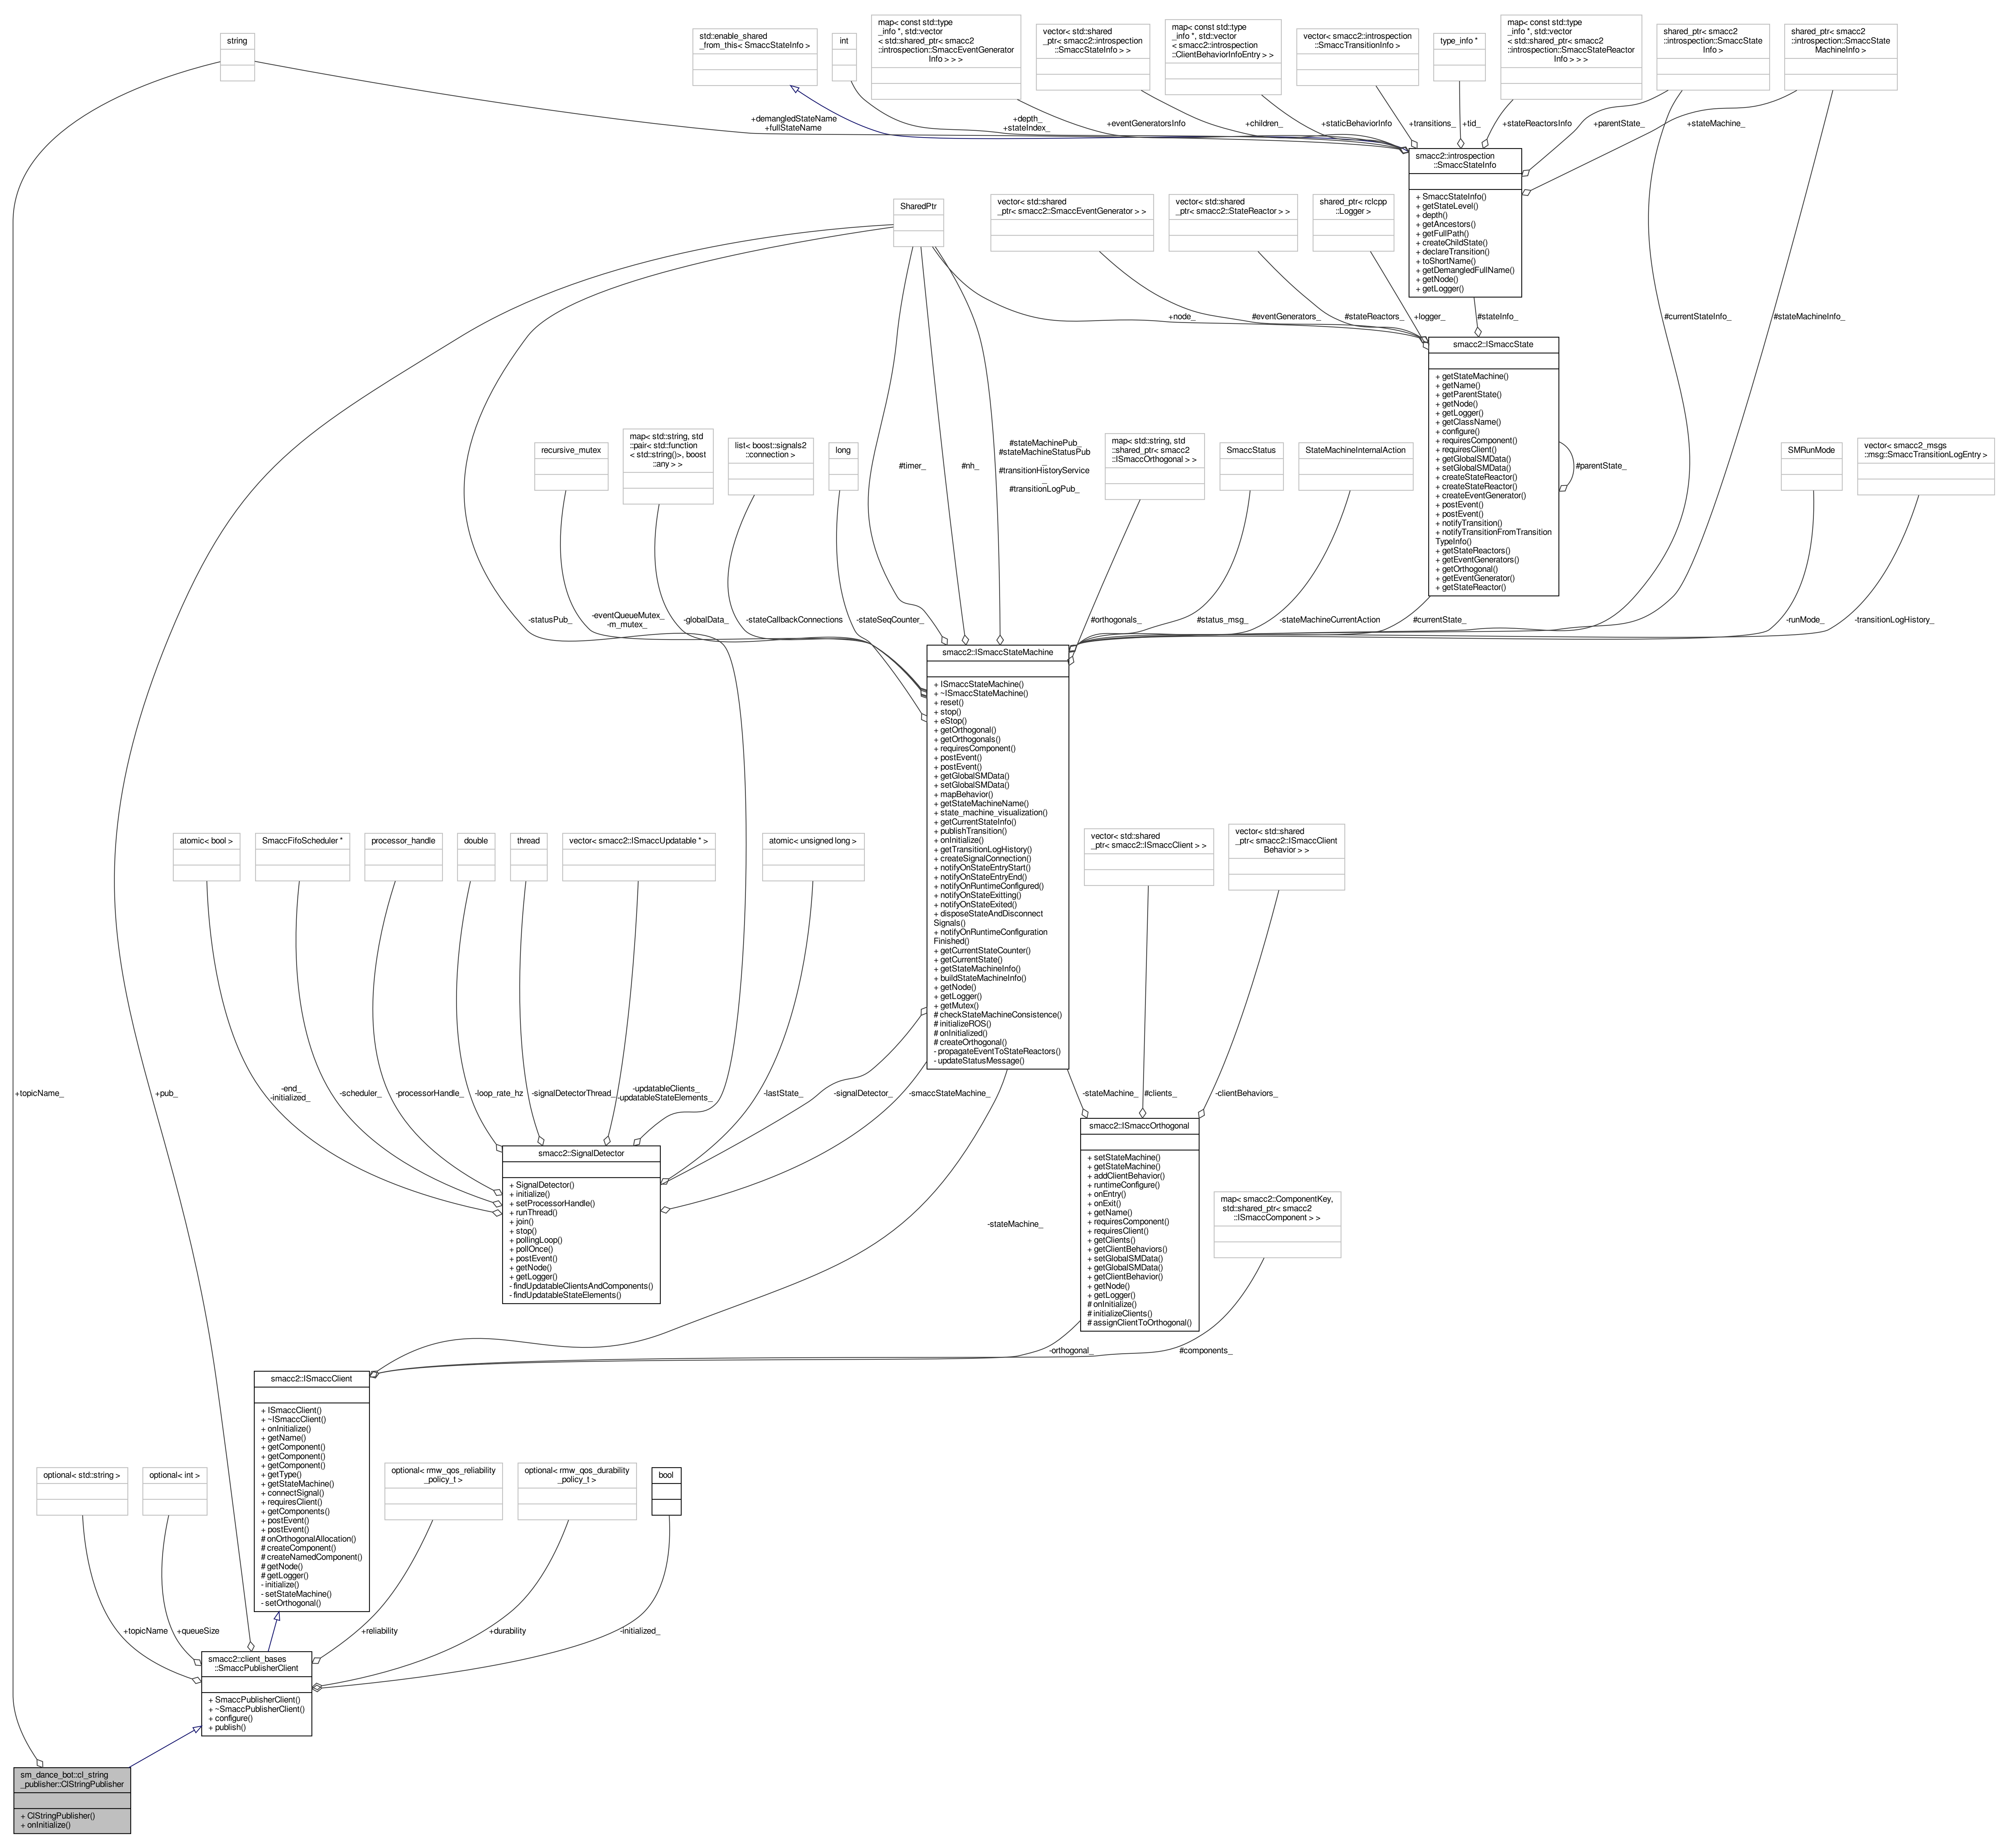 string
std::enable_shared
_from_this< SmaccStateInfo >
int
map< const std::type
_info *, std::vector
< std::shared_ptr< smacc2
::introspection::SmaccEventGenerator
Info > > >
vector< std::shared
_ptr< smacc2::introspection
::SmaccStateInfo > >
map< const std::type
_info *, std::vector
< smacc2::introspection
::ClientBehaviorInfoEntry > >
vector< smacc2::introspection
::SmaccTransitionInfo >
type_info *
map< const std::type
_info *, std::vector
< std::shared_ptr< smacc2
::introspection::SmaccStateReactor
Info > > >
shared_ptr< smacc2
::introspection::SmaccState
Info >
shared_ptr< smacc2
::introspection::SmaccState
MachineInfo >
+demangledStateName
+fullStateName
+depth_
+stateIndex_
+eventGeneratorsInfo
+children_
+staticBehaviorInfo
+transitions_
+tid_
+stateReactorsInfo
+parentState_
+stateMachine_
smacc2::introspection
::SmaccStateInfo
+ SmaccStateInfo()
+ getStateLevel()
+ depth()
+ getAncestors()
+ getFullPath()
+ createChildState()
+ declareTransition()
+ toShortName()
+ getDemangledFullName()
+ getNode()
+ getLogger()
SharedPtr
vector< std::shared
_ptr< smacc2::SmaccEventGenerator > >
vector< std::shared
_ptr< smacc2::StateReactor > >
shared_ptr< rclcpp
::Logger >
+node_
#eventGenerators_
#stateReactors_
+logger_
#stateInfo_
#currentStateInfo_
#stateMachineInfo_
smacc2::ISmaccState
+ getStateMachine()
+ getName()
+ getParentState()
+ getNode()
+ getLogger()
+ getClassName()
+ configure()
+ requiresComponent()
+ requiresClient()
+ getGlobalSMData()
+ setGlobalSMData()
+ createStateReactor()
+ createStateReactor()
+ createEventGenerator()
+ postEvent()
+ postEvent()
+ notifyTransition()
+ notifyTransitionFromTransition
TypeInfo()
+ getStateReactors()
+ getEventGenerators()
+ getOrthogonal()
+ getEventGenerator()
+ getStateReactor()
#parentState_
recursive_mutex
map< std::string, std
::pair< std::function
< std::string()>, boost
::any > >
list< boost::signals2
::connection >
long
#timer_
#nh_
#stateMachinePub_
#stateMachineStatusPub
_
#transitionHistoryService
_
#transitionLogPub_
map< std::string, std
::shared_ptr< smacc2
::ISmaccOrthogonal > >
SmaccStatus
StateMachineInternalAction
SMRunMode
vector< smacc2_msgs
::msg::SmaccTransitionLogEntry >
-statusPub_
-eventQueueMutex_
-m_mutex_
-globalData_
-stateCallbackConnections
-stateSeqCounter_
#orthogonals_
#status_msg_
-stateMachineCurrentAction
#currentState_
-runMode_
-transitionLogHistory_
smacc2::ISmaccStateMachine
+ ISmaccStateMachine()
+ ~ISmaccStateMachine()
+ reset()
+ stop()
+ eStop()
+ getOrthogonal()
+ getOrthogonals()
+ requiresComponent()
+ postEvent()
+ postEvent()
+ getGlobalSMData()
+ setGlobalSMData()
+ mapBehavior()
+ getStateMachineName()
+ state_machine_visualization()
+ getCurrentStateInfo()
+ publishTransition()
+ onInitialize()
+ getTransitionLogHistory()
+ createSignalConnection()
+ notifyOnStateEntryStart()
+ notifyOnStateEntryEnd()
+ notifyOnRuntimeConfigured()
+ notifyOnStateExitting()
+ notifyOnStateExited()
+ disposeStateAndDisconnect
Signals()
+ notifyOnRuntimeConfiguration
Finished()
+ getCurrentStateCounter()
+ getCurrentState()
+ getStateMachineInfo()
+ buildStateMachineInfo()
+ getNode()
+ getLogger()
+ getMutex()
# checkStateMachineConsistence()
# initializeROS()
# onInitialized()
# createOrthogonal()
- propagateEventToStateReactors()
- updateStatusMessage()
atomic< bool >
SmaccFifoScheduler *
processor_handle
double
thread
vector< smacc2::ISmaccUpdatable * >
atomic< unsigned long >
vector< std::shared
_ptr< smacc2::ISmaccClient > >
vector< std::shared
_ptr< smacc2::ISmaccClient
Behavior > >
+topicName_
+pub_
-end_
-initialized_
-scheduler_
-processorHandle_
-loop_rate_hz
-signalDetectorThread_
-updatableClients_
-updatableStateElements_
-lastState_
-signalDetector_
-smaccStateMachine_
-stateMachine_
#clients_
-clientBehaviors_
smacc2::SignalDetector
+ SignalDetector()
+ initialize()
+ setProcessorHandle()
+ runThread()
+ join()
+ stop()
+ pollingLoop()
+ pollOnce()
+ postEvent()
+ getNode()
+ getLogger()
- findUpdatableClientsAndComponents()
- findUpdatableStateElements()
smacc2::ISmaccOrthogonal
+ setStateMachine()
+ getStateMachine()
+ addClientBehavior()
+ runtimeConfigure()
+ onEntry()
+ onExit()
+ getName()
+ requiresComponent()
+ requiresClient()
+ getClients()
+ getClientBehaviors()
+ setGlobalSMData()
+ getGlobalSMData()
+ getClientBehavior()
+ getNode()
+ getLogger()
# onInitialize()
# initializeClients()
# assignClientToOrthogonal()
map< smacc2::ComponentKey,
std::shared_ptr< smacc2
::ISmaccComponent > >
-stateMachine_
-orthogonal_
#components_
smacc2::ISmaccClient
+ ISmaccClient()
+ ~ISmaccClient()
+ onInitialize()
+ getName()
+ getComponent()
+ getComponent()
+ getComponent()
+ getType()
+ getStateMachine()
+ connectSignal()
+ requiresClient()
+ getComponents()
+ postEvent()
+ postEvent()
# onOrthogonalAllocation()
# createComponent()
# createNamedComponent()
# getNode()
# getLogger()
- initialize()
- setStateMachine()
- setOrthogonal()
optional< std::string >
optional< int >
optional< rmw_qos_reliability
_policy_t >
optional< rmw_qos_durability
_policy_t >
bool
+topicName
+queueSize
+reliability
+durability
-initialized_
smacc2::client_bases
::SmaccPublisherClient
+ SmaccPublisherClient()
+ ~SmaccPublisherClient()
+ configure()
+ publish()
sm_dance_bot::cl_string
_publisher::ClStringPublisher
+ ClStringPublisher()
+ onInitialize()